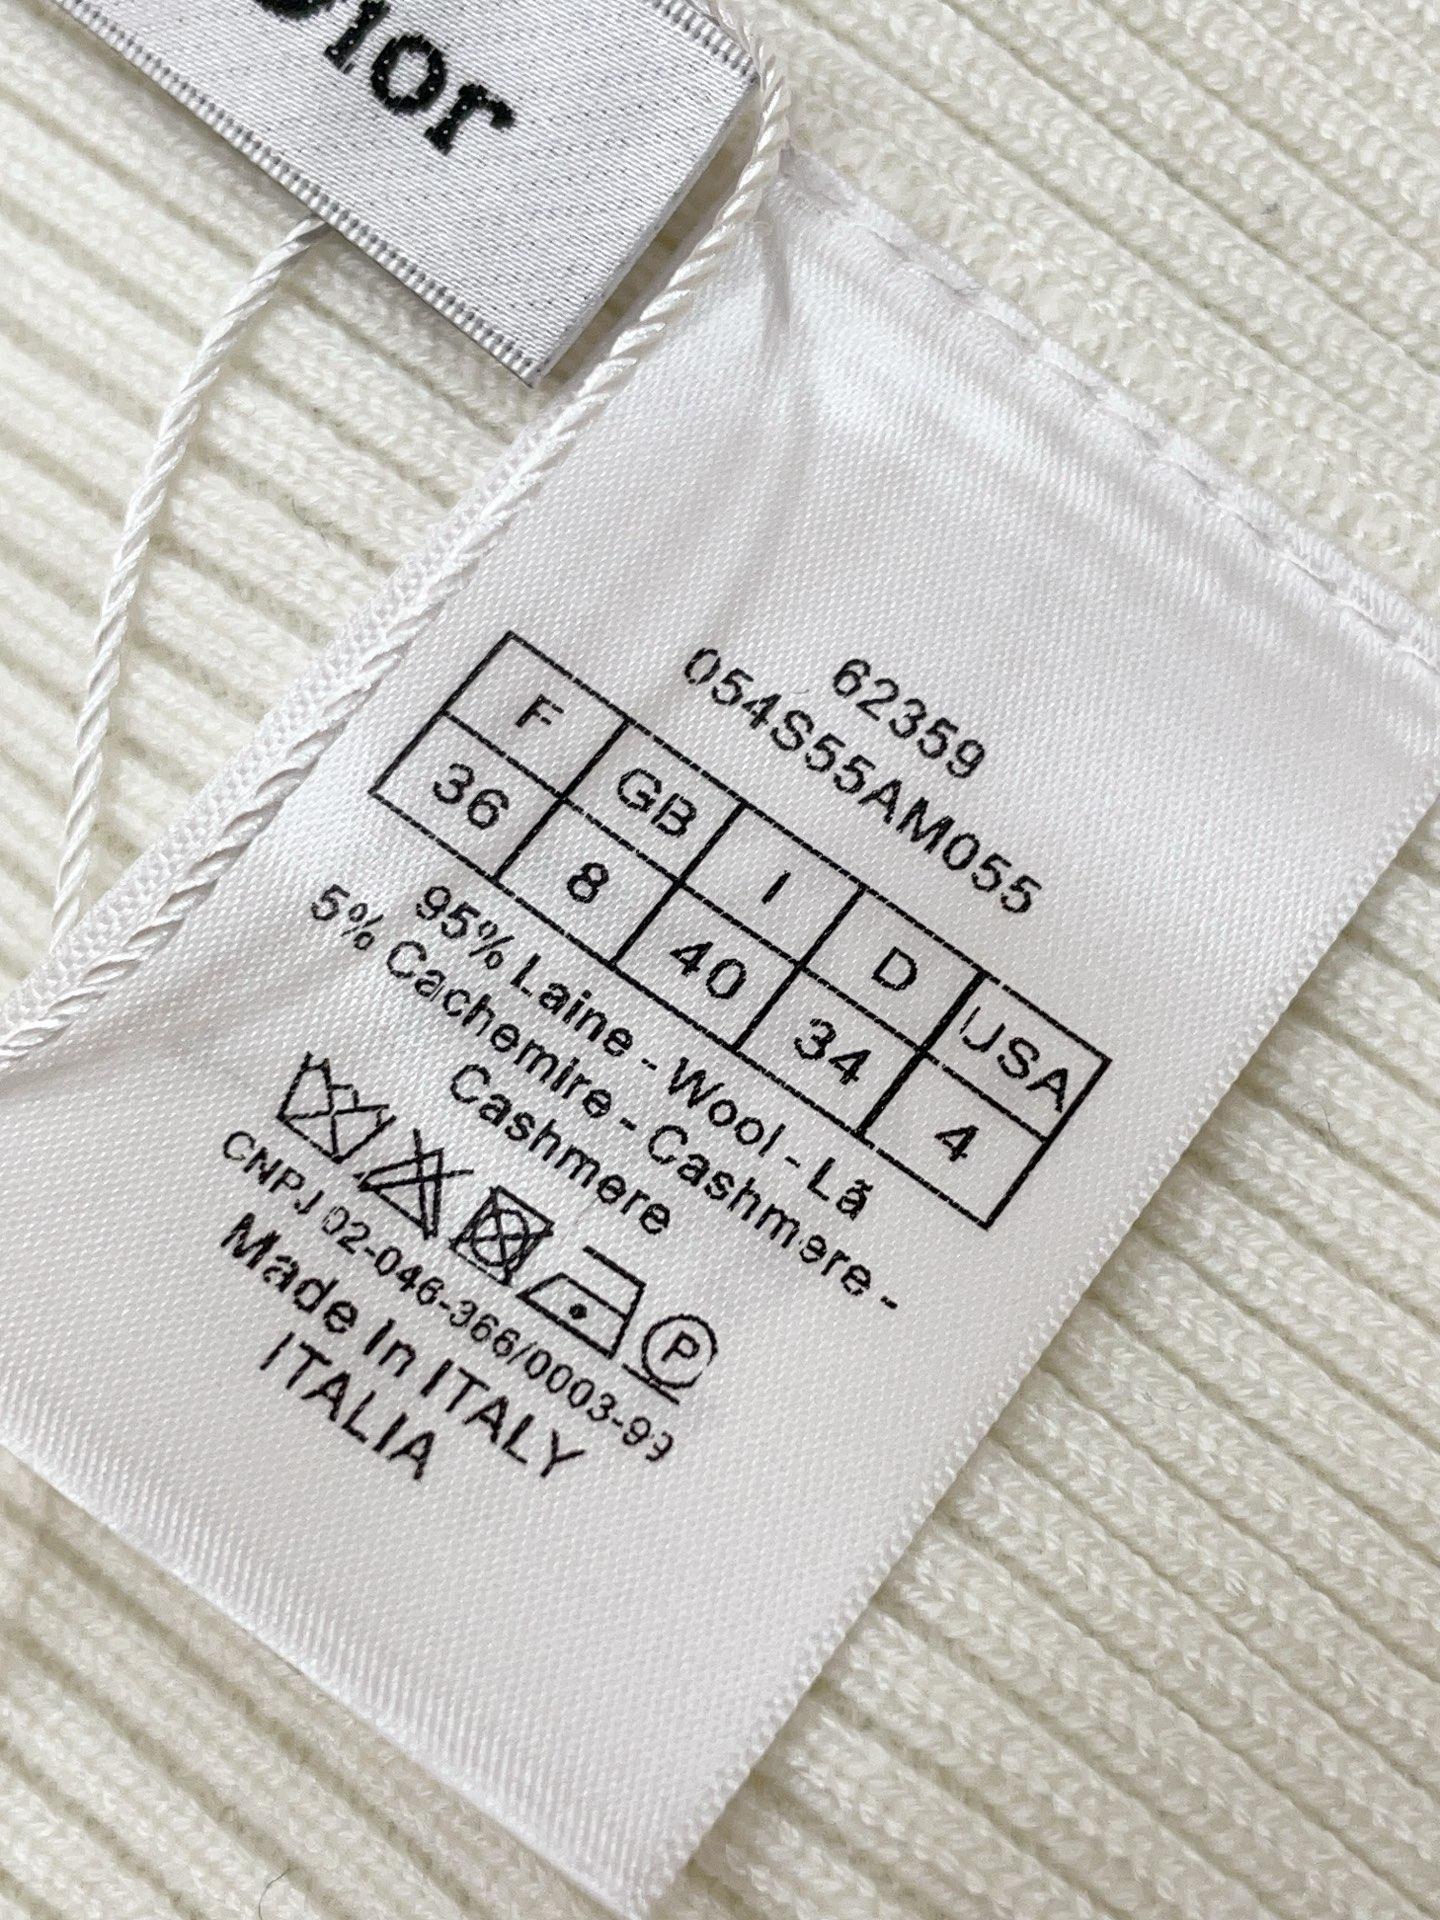 Dior
62359
054S55AM055
F GB I D USA
36 8 40 34 4
95% Laine - Wool - Lã
5% Cachemire - Cashmere -
Cashmere
P
CNPJ 02-046-366/0003-99
Made In ITALY
ITALIA